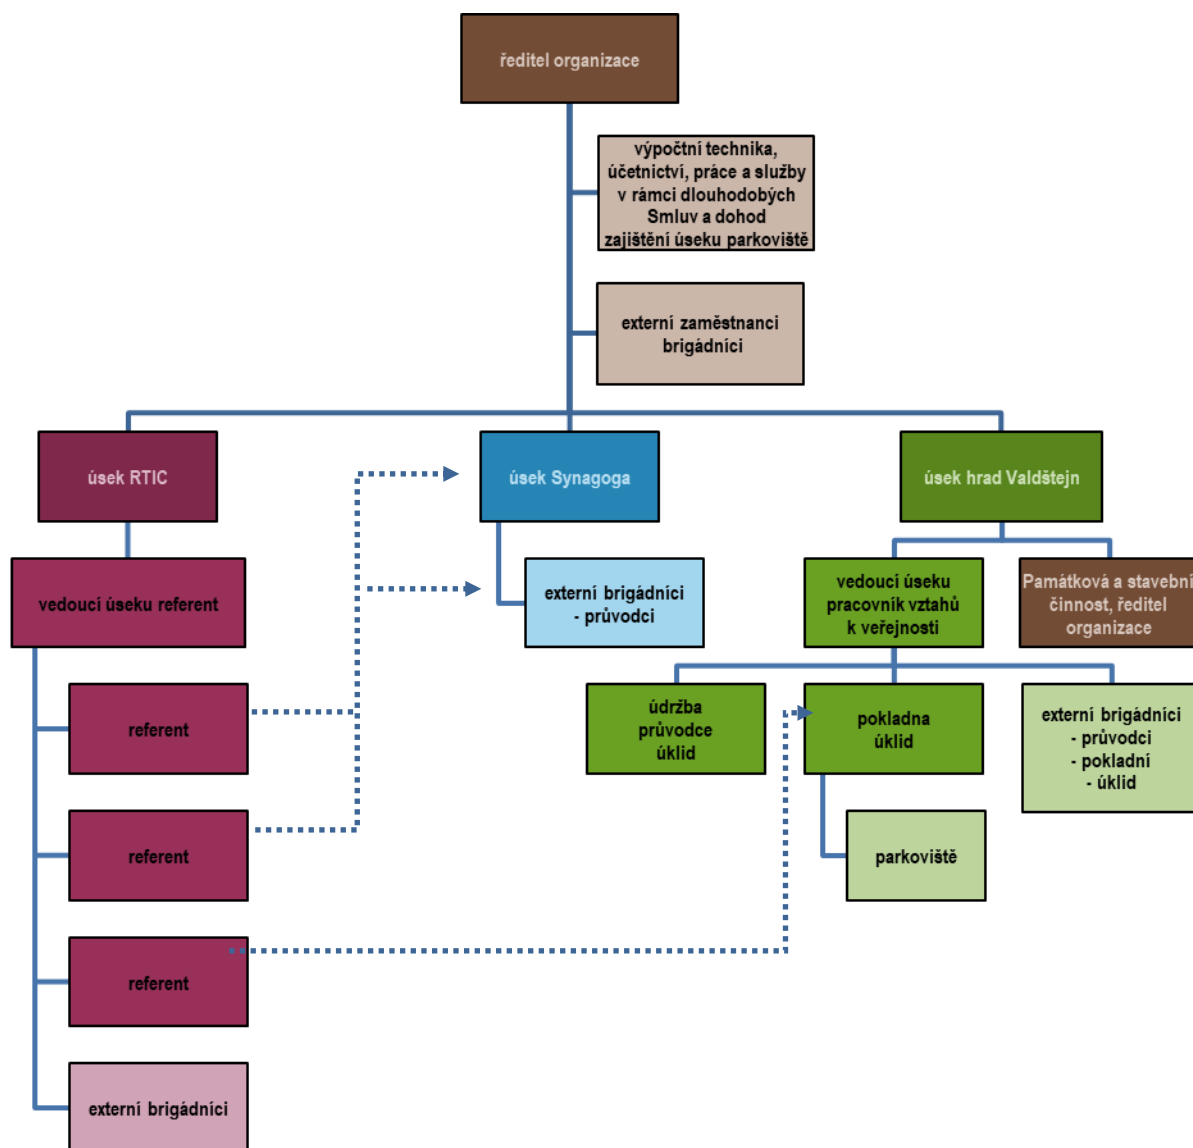 ředitel organizace
výpočtní technika,
účetnictví, práce a služby
v rámci dlouhodobých
Smluv a dohod
zajištění úseku parkoviště
externí zaměstnanci
brigádníci
úsek RTIC
úsek Synagoga
úsek hrad Valdštejn
vedoucí úseku referent
externí brigádníci
- průvodci
vedoucí úseku
pracovník vztahů
k veřejnosti
Památková a stavební
činnost, ředitel
organizace
referent
údržba
průvodce
úklid
pokladna
úklid
externí brigádníci
- průvodci
- pokladní
- úklid
referent
parkoviště
referent
externí brigádníci